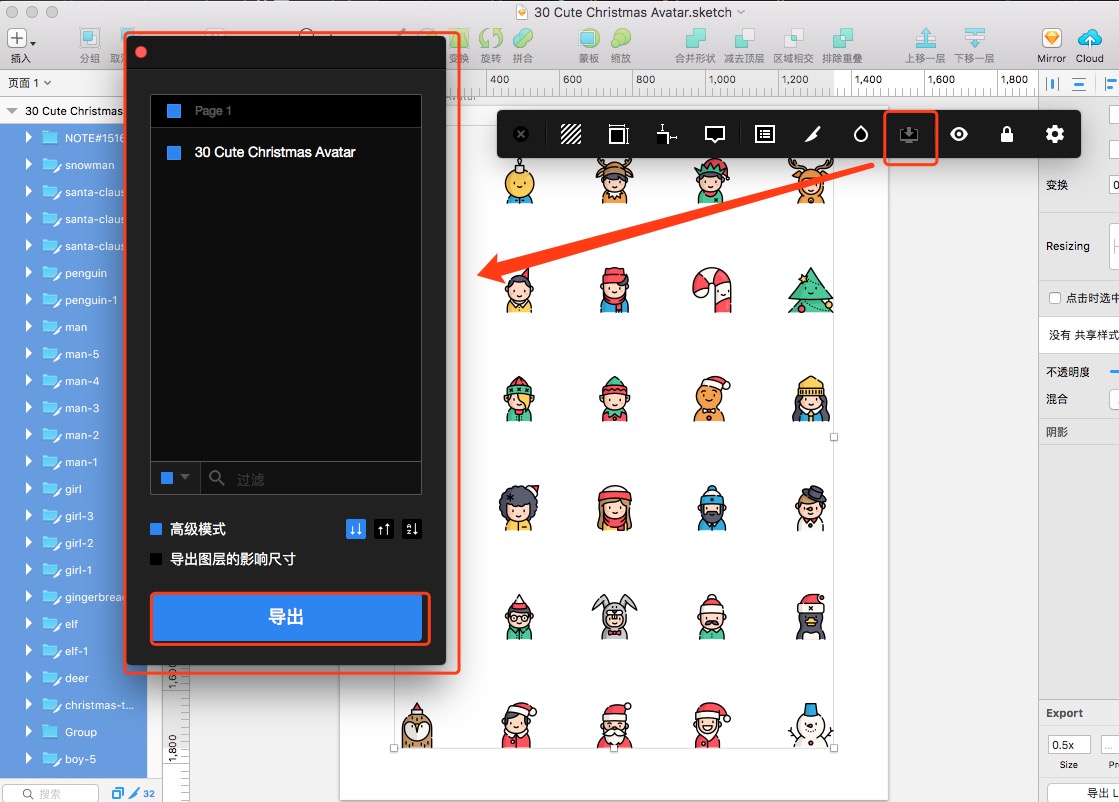 30 Cute Christmas Avatar.sketch
插入
分组
变换
旋转
拼合
蒙板
缩放
合并形状
减去顶层
区域相交
排除重叠
上移一层
下移一层
Mirror
Cloud
页面 1
400
600
800
1,000
1,200
1,400
1,600
1,800
30 Cute Christmas
NOTE#1516
snowman
santa-claus
santa-claus
santa-claus
penguin
penguin-1
man
man-5
man-4
man-3
man-2
man-1
girl
girl-3
girl-2
girl-1
gingerbread
elf
elf-1
deer
christmas-t...
Group
boy-5
搜索
32
Page 1
30 Cute Christmas Avatar
过滤
高级模式
导出图层的影响尺寸
导出
1,800
变换
Resizing
点击时选中
没有 共享样式
不透明度
混合
阴影
Export
0.5x
...
Size
Pr
导出 L